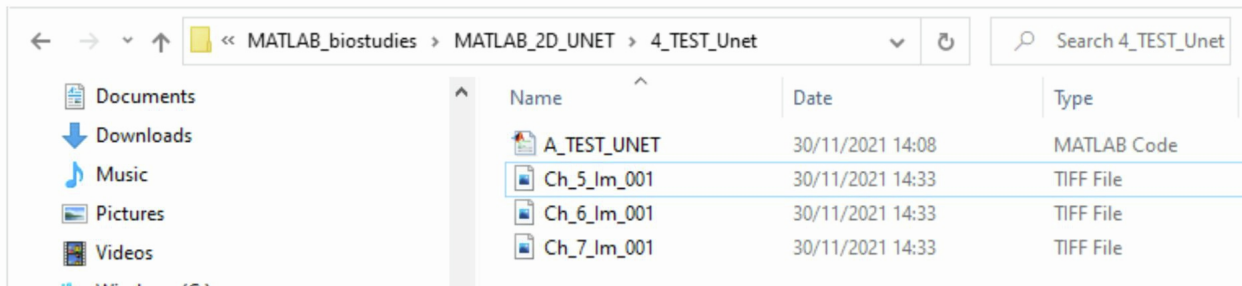 « MATLAB_biostudies > MATLAB_2D_UNET > 4_TEST_Unet Search 4_TEST_Unet
Documents
Downloads
Music
Pictures
Videos
Name Date Type
A_TEST_UNET 30/11/2021 14:08 MATLAB Code
Ch_5_Im_001 30/11/2021 14:33 TIFF File
Ch_6_Im_001 30/11/2021 14:33 TIFF File
Ch_7_Im_001 30/11/2021 14:33 TIFF File